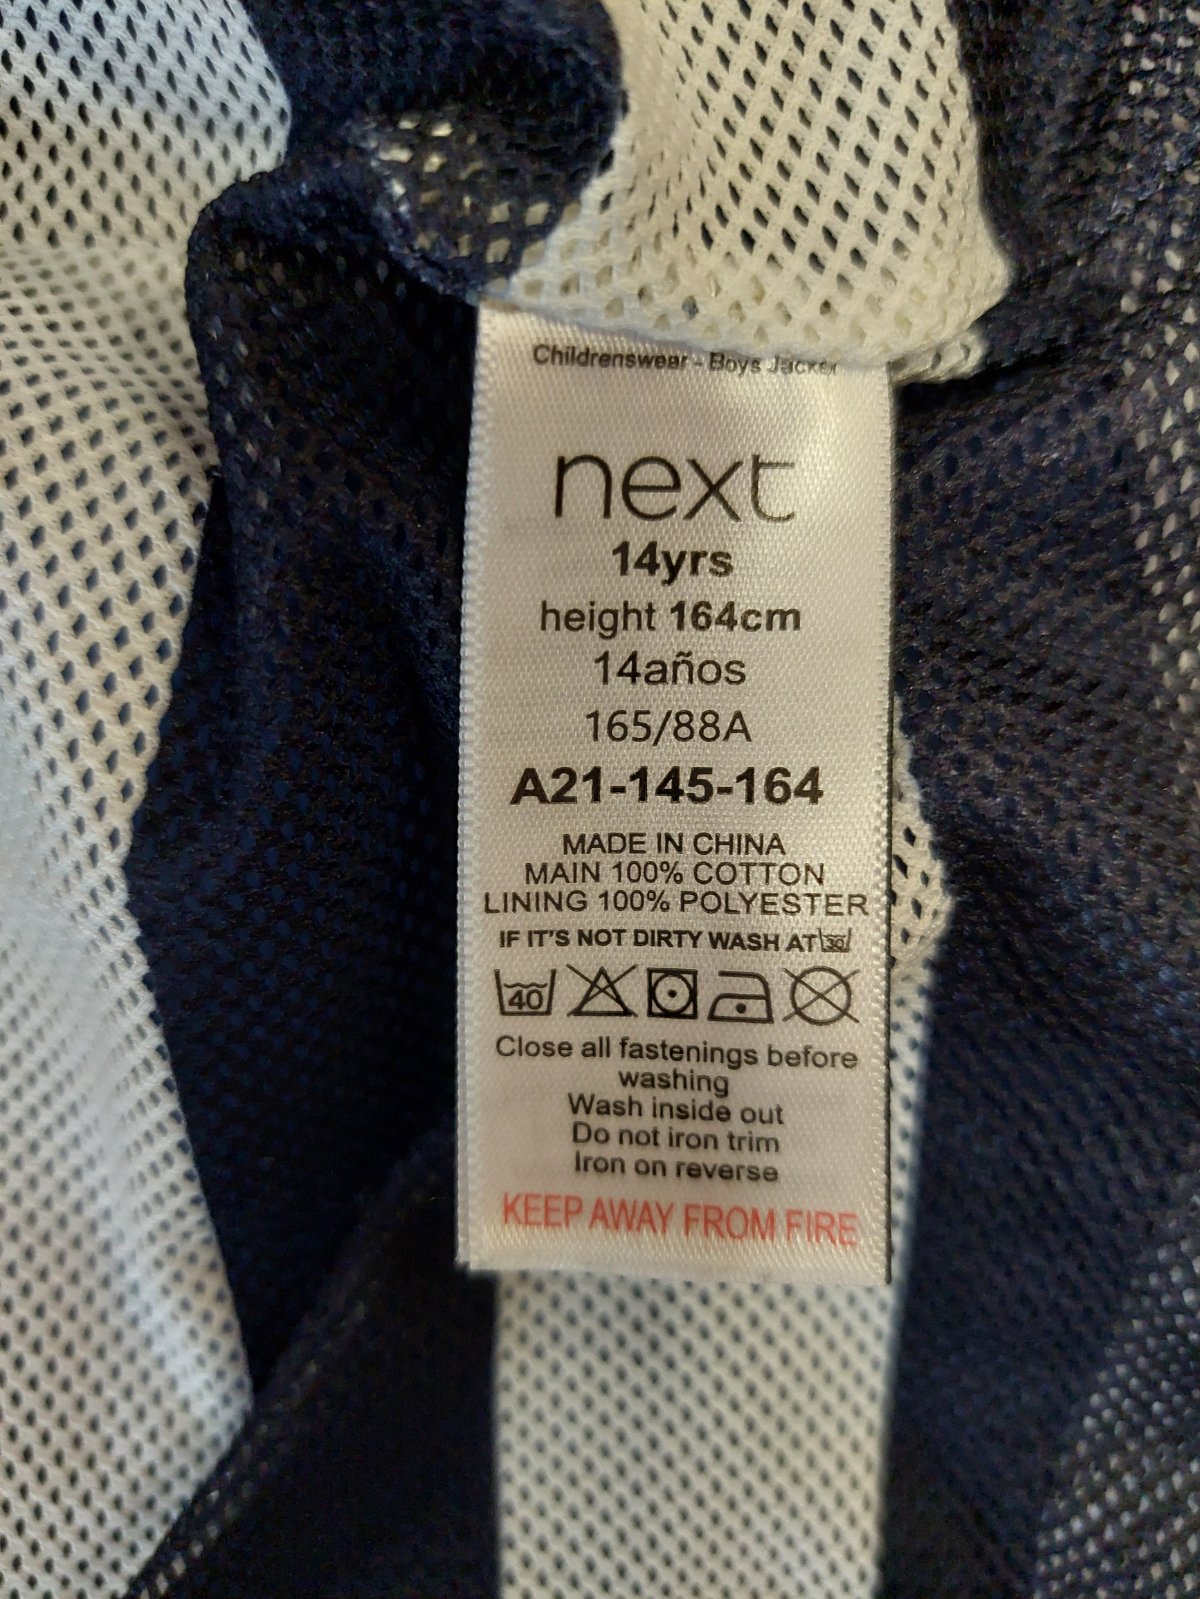 Childrenswear - Boys Jacket
next
14yrs
height 164cm
14años
165/88A
A21-145-164
MADE IN CHINA
MAIN 100% COTTON
LINING 100% POLYESTER
IF IT'S NOT DIRTY WASH AT 30
40
Close all fastenings before
washing
Wash inside out
Do not iron trim
Iron on reverse
KEEP AWAY FROM FIRE